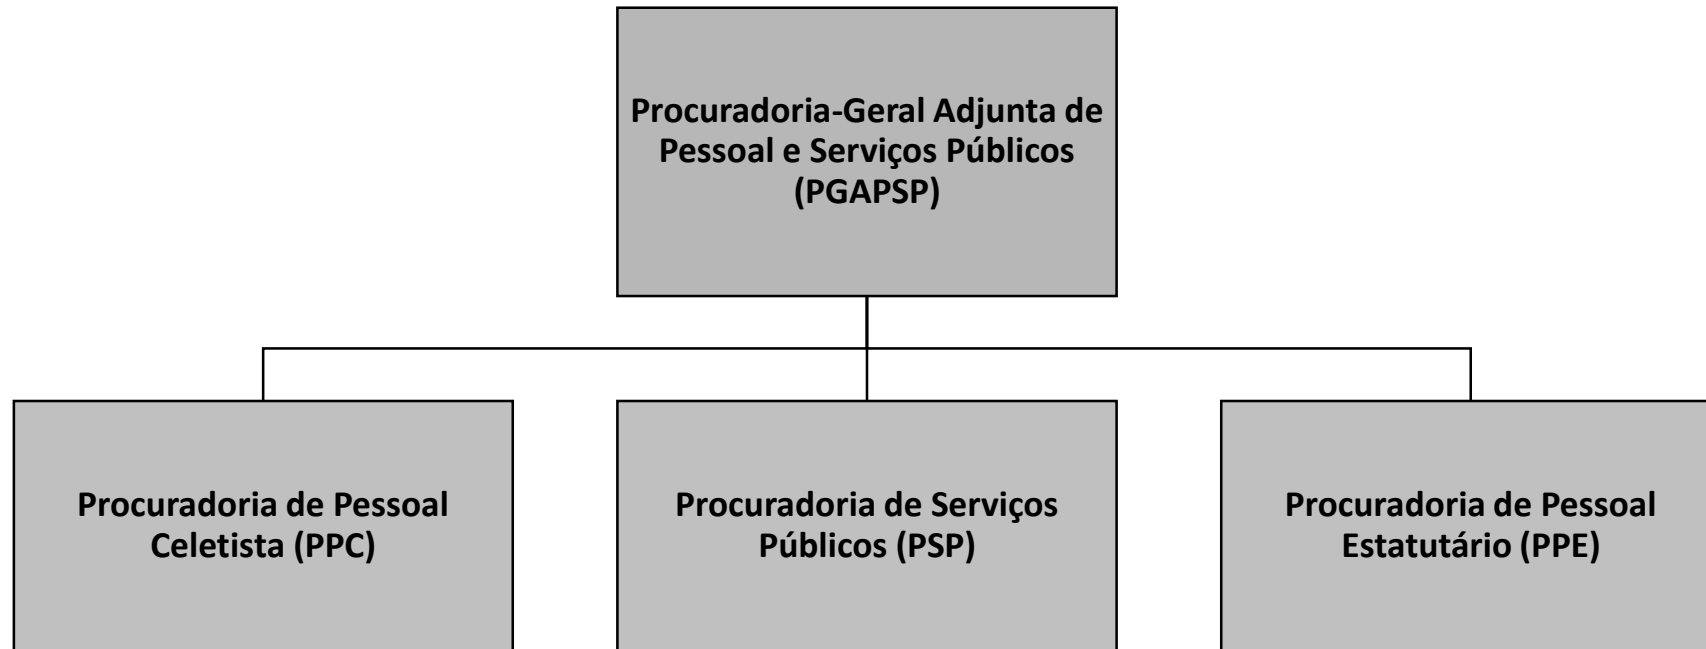 Procuradoria-Geral Adjunta de
Pessoal e Serviços Públicos
(PGAPSP)
Procuradoria de Pessoal
Celetista (PPC)
Procuradoria de Serviços
Públicos (PSP)
Procuradoria de Pessoal
Estatutário (PPE)